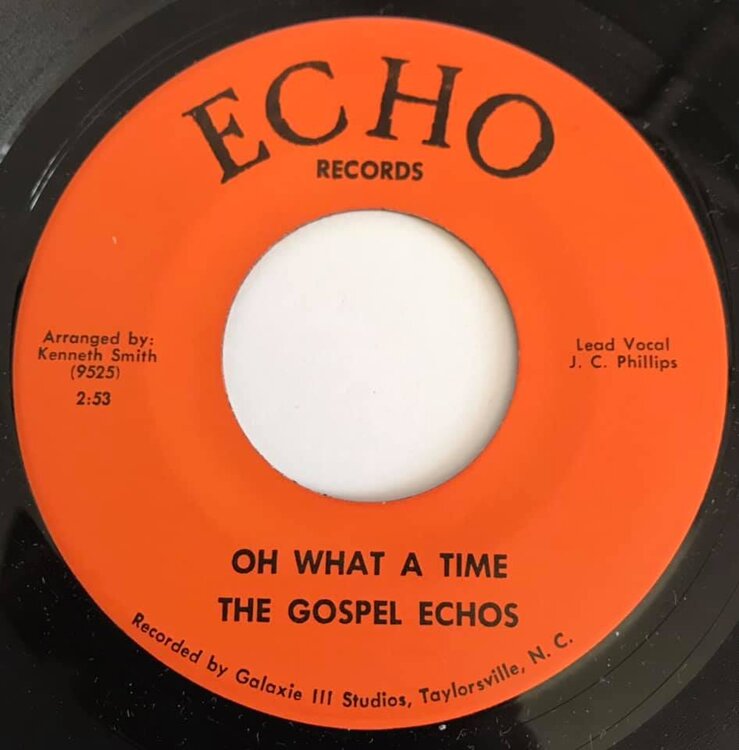 ECHO
RECORDS
Arranged by:
Kenneth Smith
(9525)
2:53
Lead Vocal
J. C. Phillips
OH WHAT A TIME
THE GOSPEL ECHOS
Recorded by Galaxie III Studios, Taylorsville, N. C.